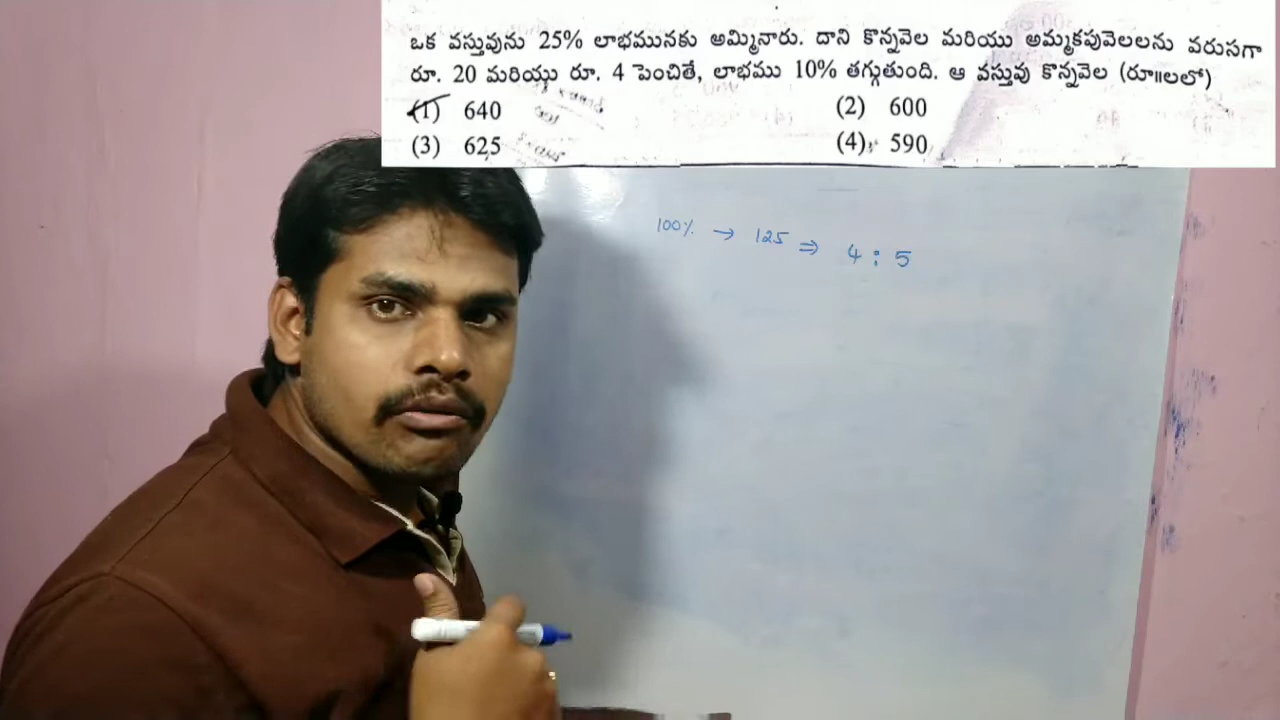 ఒక వస్తువును 25% లాభమునకు అమ్మినారు. దాని కొన్నవెల మరియు అమ్మకపువెలలను వరుసగా
రూ. 20 మరియు రూ. 4 పెంచితే, లాభము 10% తగ్గుతుంది. ఆ వస్తువు కొన్నవెల (రూ॥లలో)
(1) 640 (2) 600
(3) 625 (4) 590
100% → 125 ⇒ 4 : 5